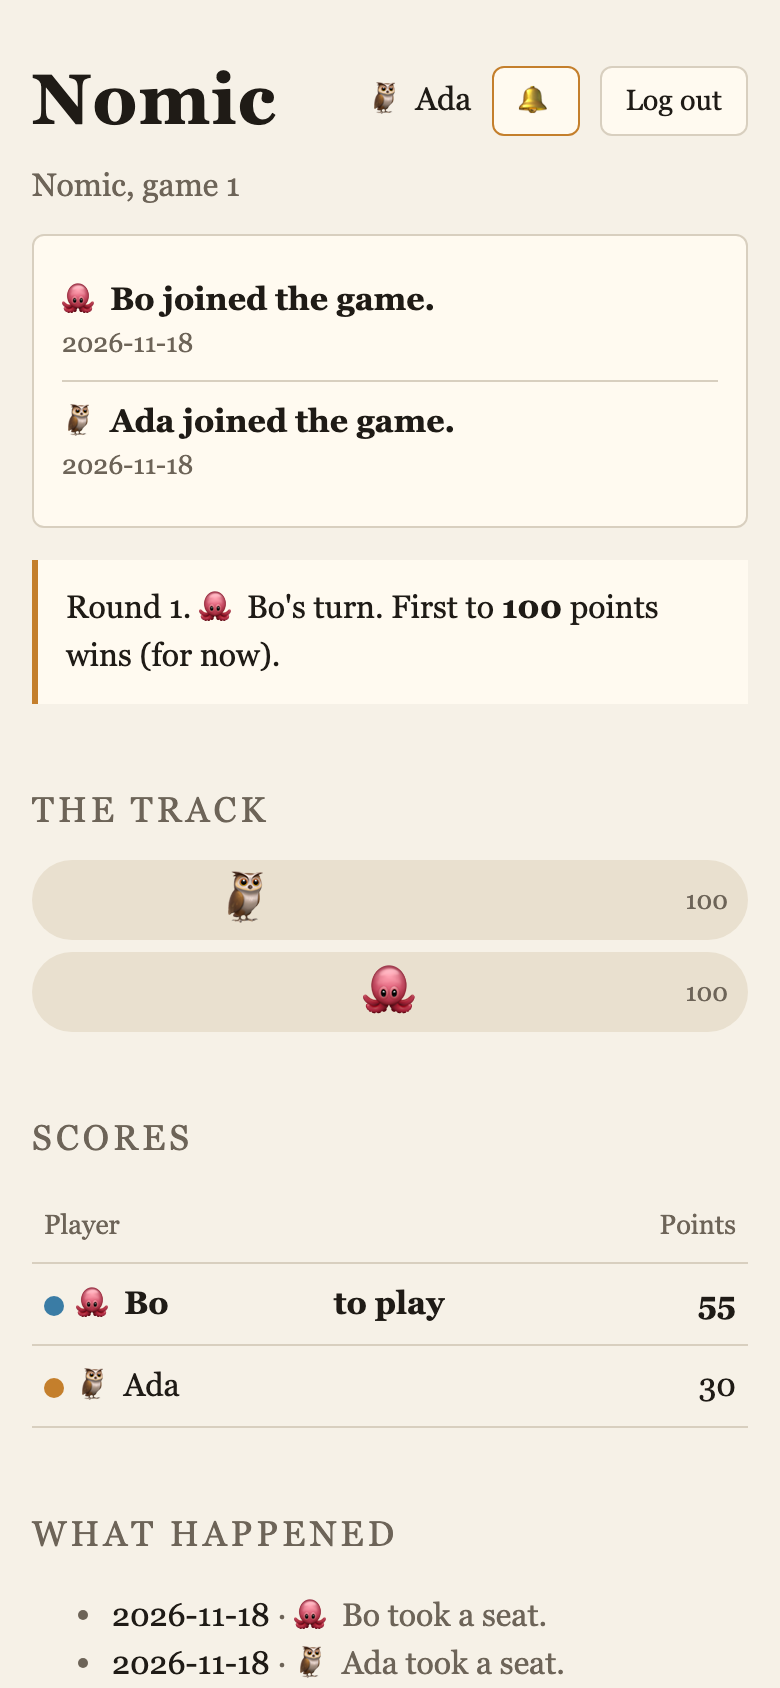 Nomic
Ada
Log out
Nomic, game 1
Bo joined the game.
2026-11-18
Ada joined the game.
2026-11-18
Round 1. Bo's turn. First to 100 points
wins (for now).
THE TRACK
100
100
SCORES
Player Points
Bo to play 55
Ada 30
WHAT HAPPENED
2026-11-18 · Bo took a seat.
2026-11-18 · Ada took a seat.